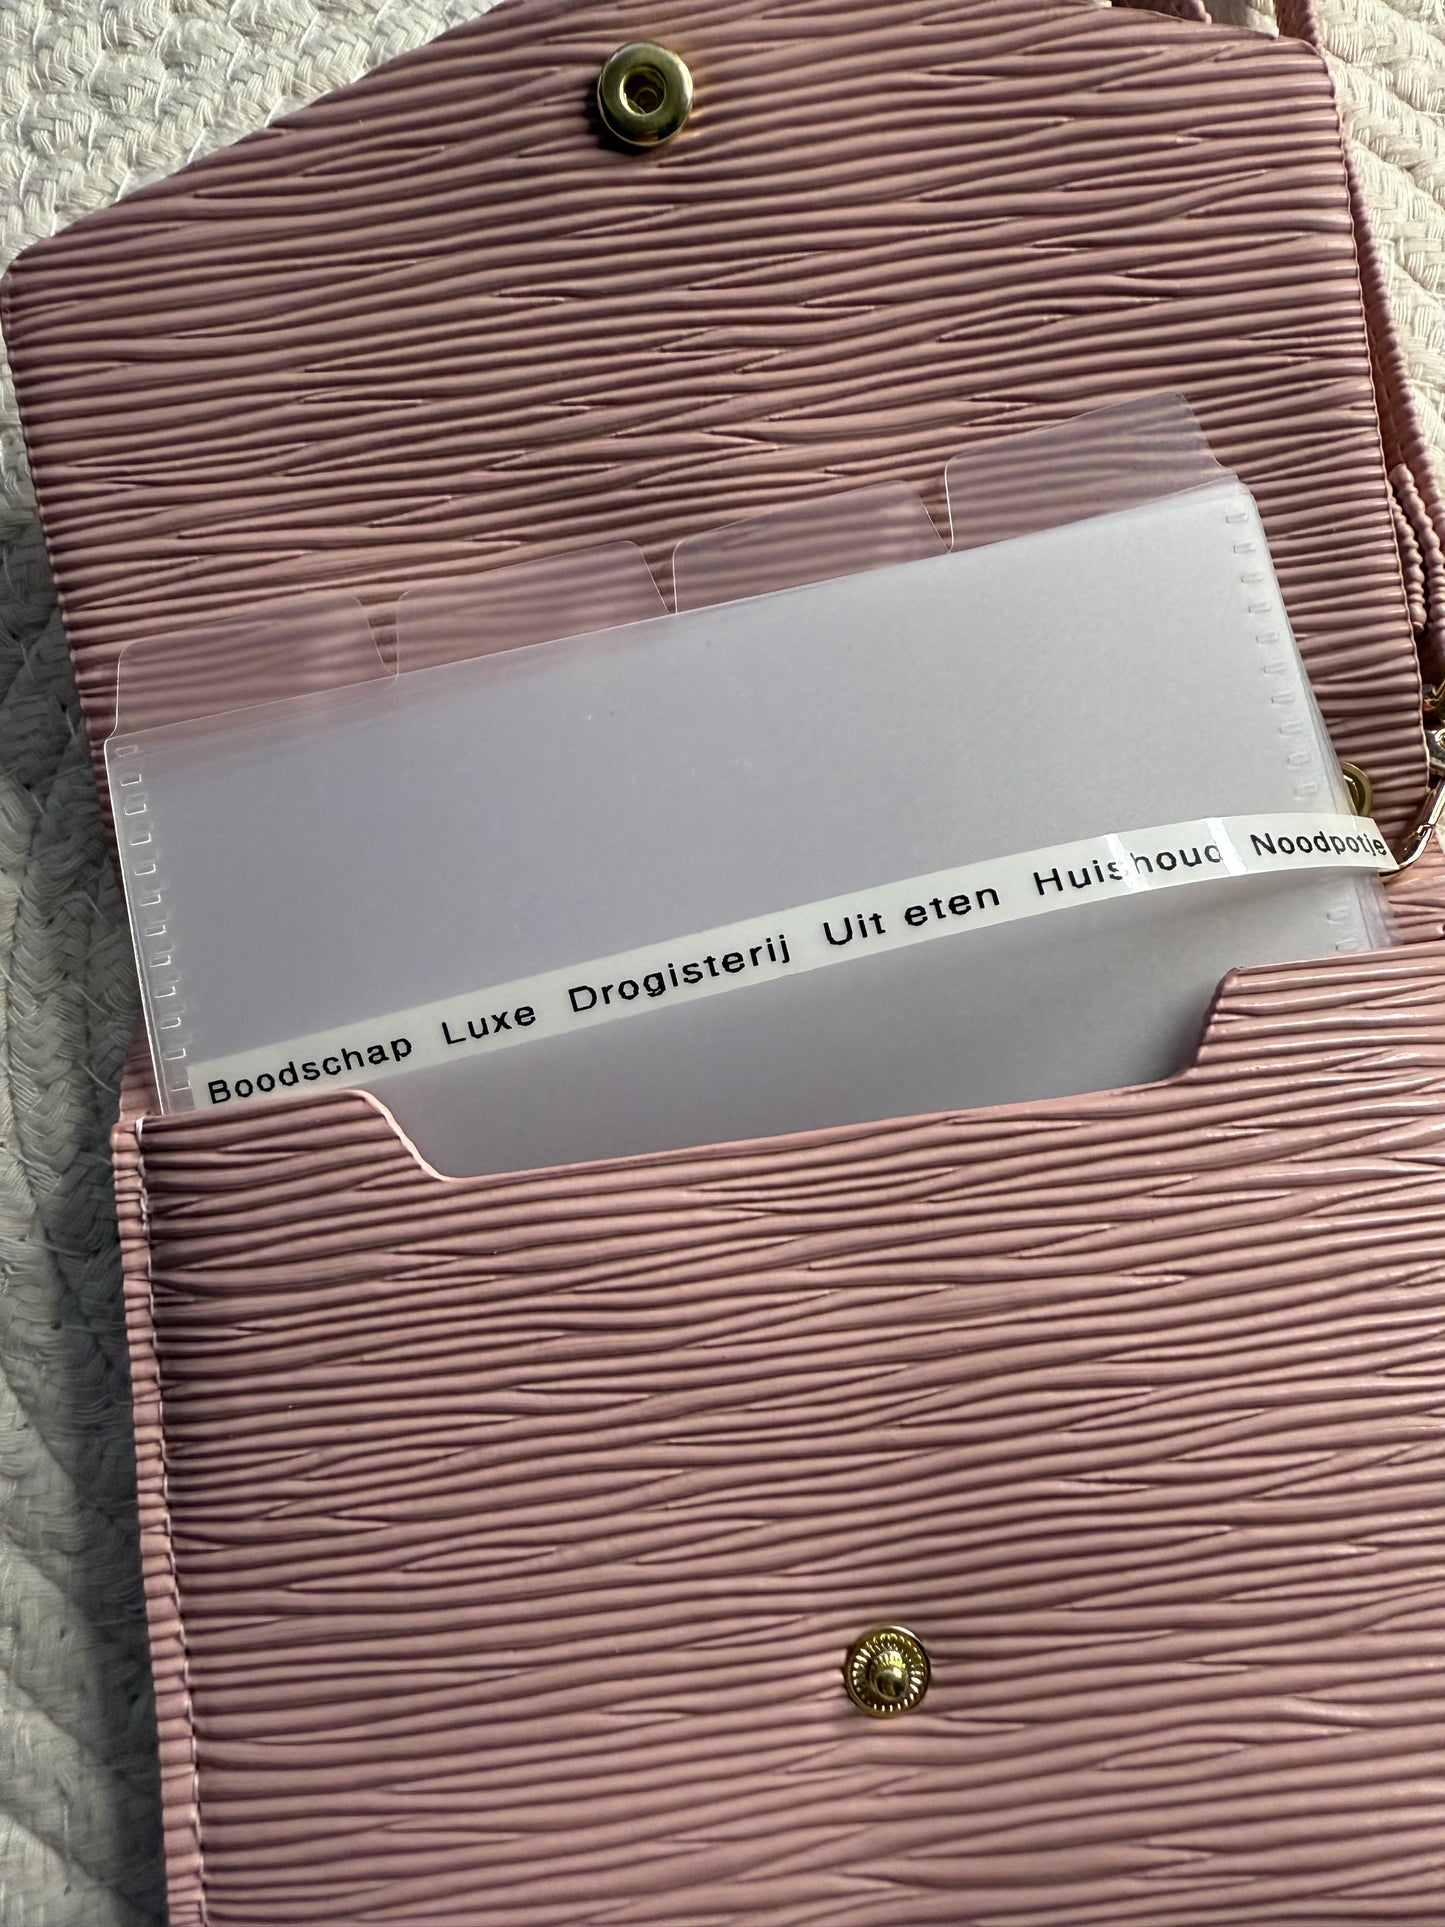 Boodschap Luxe Drogisterij Uit eten Huishoud Noodpotje